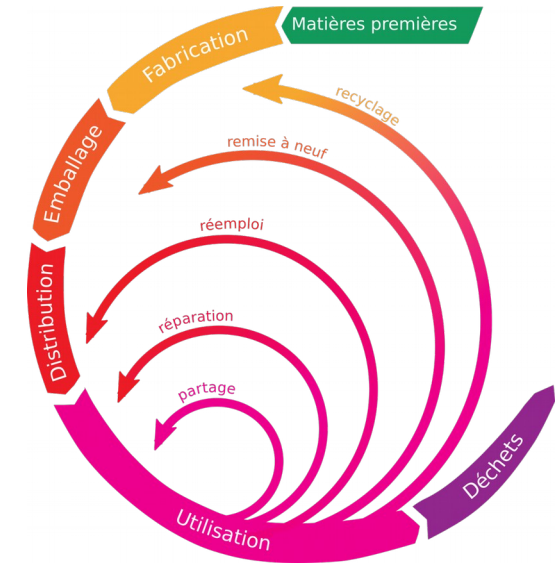 Matières premières
Fabrication
Emballage
Distribution
Utilisation
Déchets
recyclage
remise à neuf
réemploi
réparation
partage